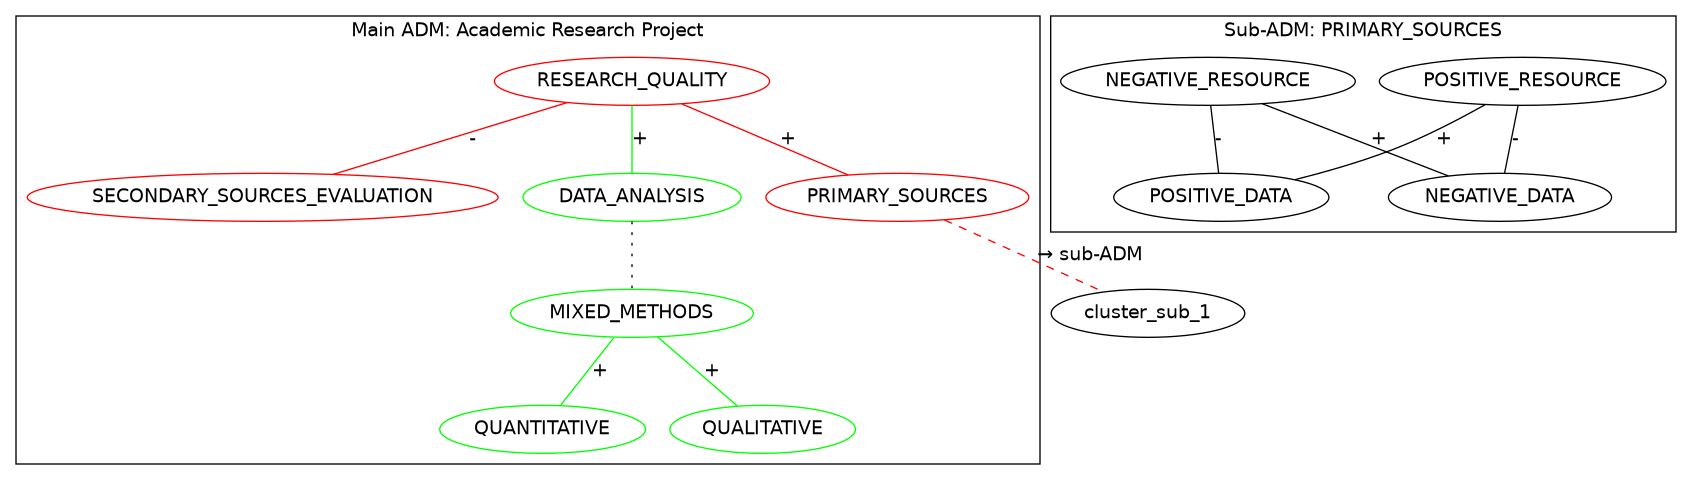 Main ADM: Academic Research Project
RESEARCH_QUALITY
-
+
+
SECONDARY_SOURCES_EVALUATION
DATA_ANALYSIS
PRIMARY_SOURCES
→ sub-ADM
MIXED_METHODS
cluster_sub_1
+
+
QUANTITATIVE
QUALITATIVE
Sub-ADM: PRIMARY_SOURCES
NEGATIVE_RESOURCE
POSITIVE_RESOURCE
-
+
+
-
POSITIVE_DATA
NEGATIVE_DATA